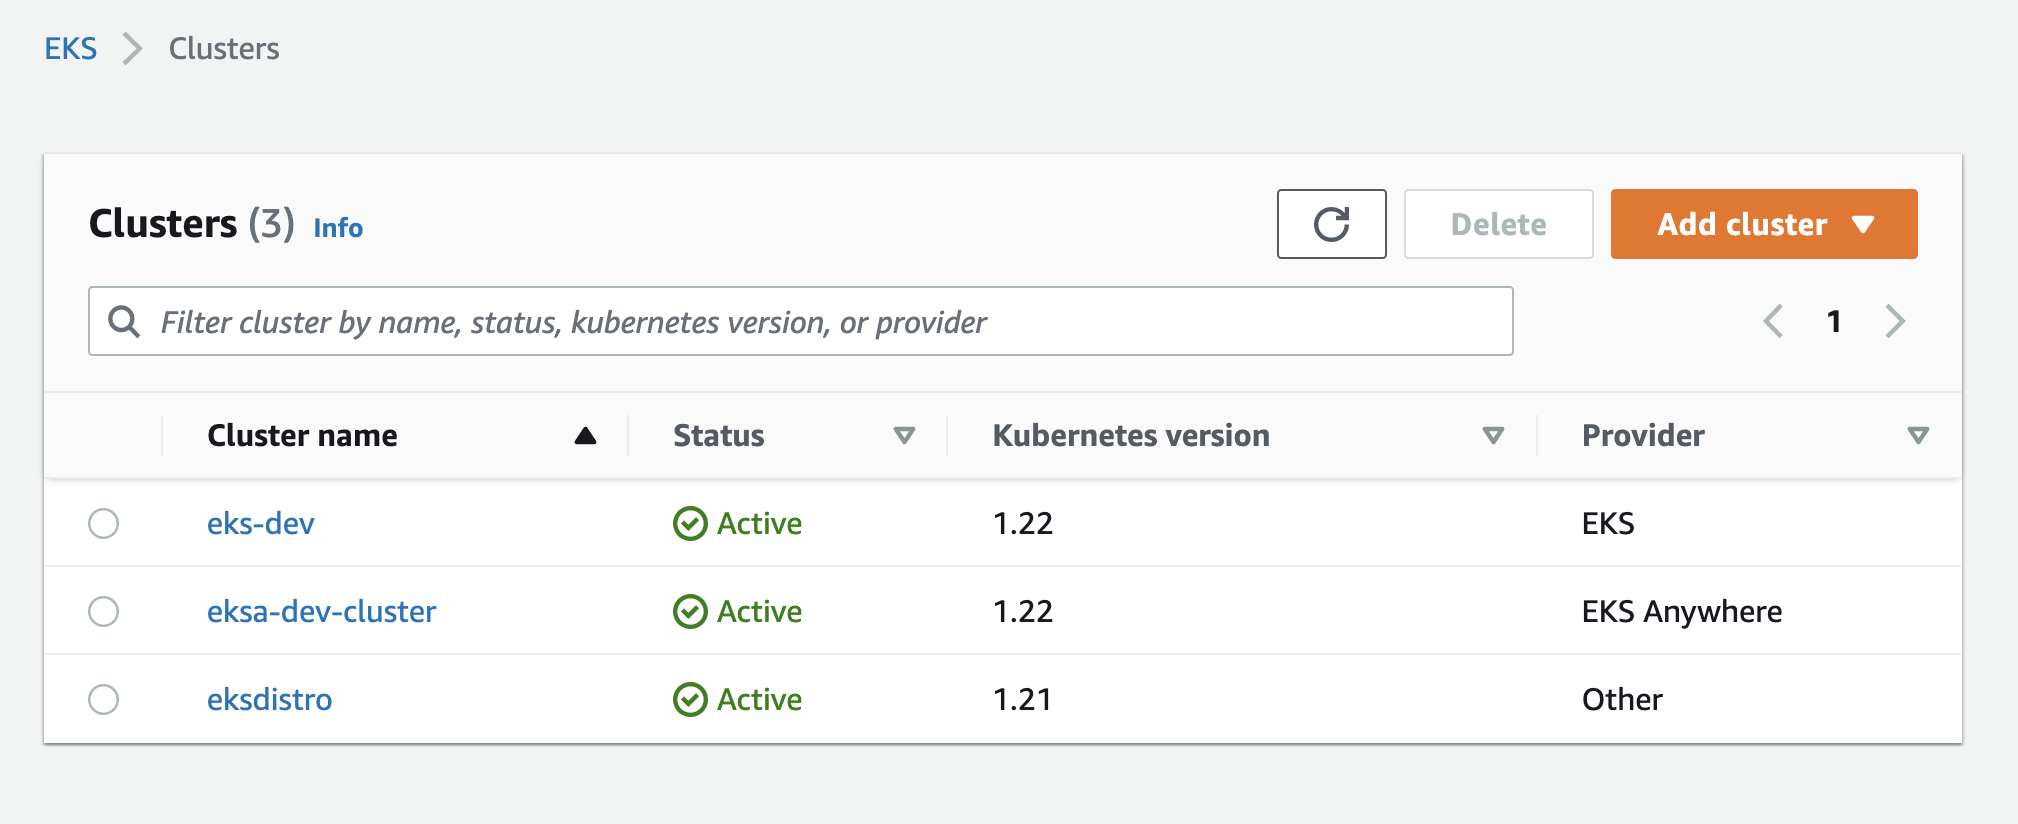 EKS > Clusters
Clusters (3) Info
Delete
Add cluster
Filter cluster by name, status, kubernetes version, or provider
1
Cluster name Status Kubernetes version Provider
eks-dev Active 1.22 EKS
eksa-dev-cluster Active 1.22 EKS Anywhere
eksdistro Active 1.21 Other